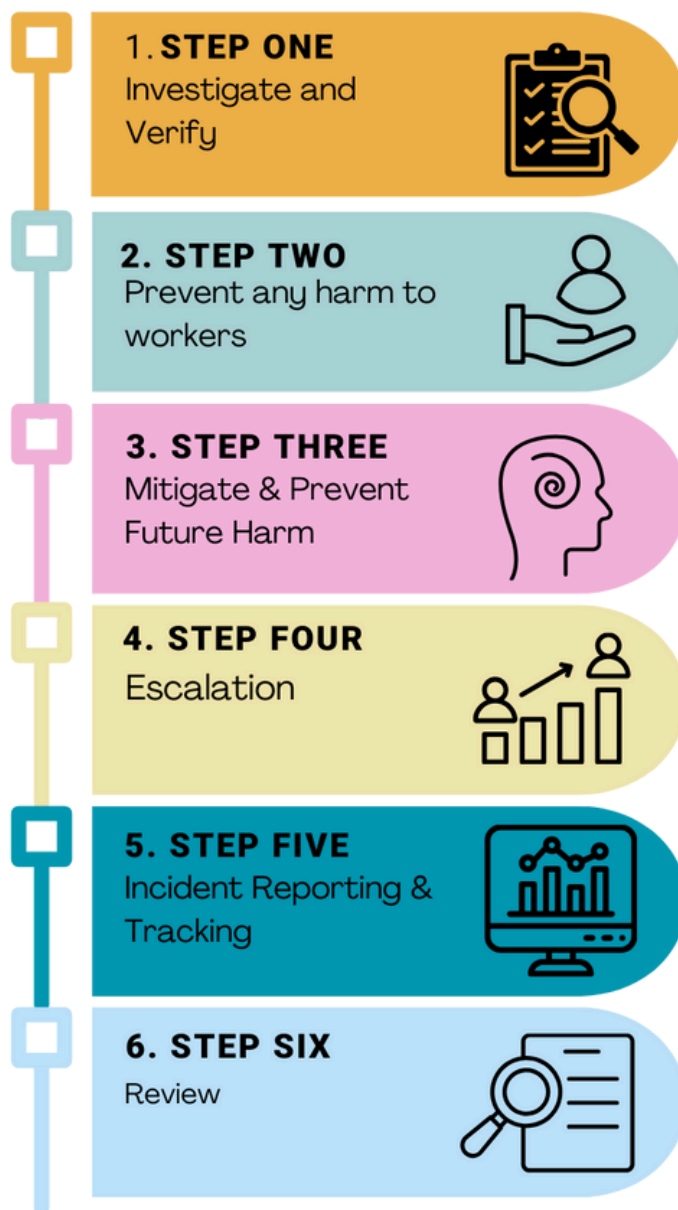 1. STEP ONE
Investigate and
Verify
2. STEP TWO
Prevent any harm to
workers
3. STEP THREE
Mitigate & Prevent
Future Harm
4. STEP FOUR
Escalation
5. STEP FIVE
Incident Reporting &
Tracking
6. STEP SIX
Review